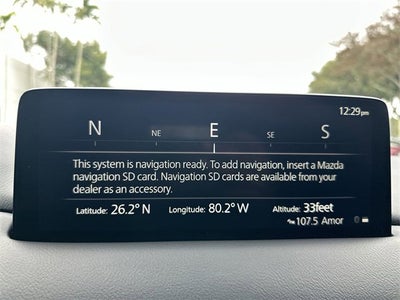 12:29pm
N NE E SE S
This system is navigation ready. To add navigation, insert a Mazda
navigation SD card. Navigation SD cards are available from your
dealer as an accessory.
Latitude: 26.2° N Longitude: 80.2° W Altitude: 33feet
107.5 Amor